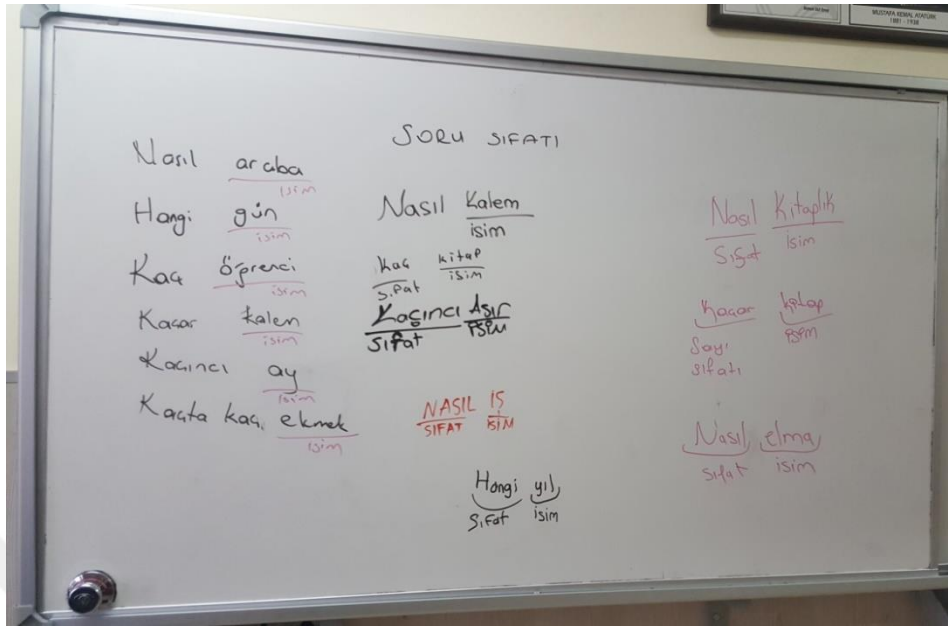 MUSTAFA KEMAL ATATÜRK
1881 - 1938
SORU SIFATI
Nasıl araba
isim
Hangi gün
isim
Kaç öğrenci
isim
Kaçar kalem
isim
Kaçıncı ay
isim
Kaçta kaç ekmek
isim
Nasıl Kalem
isim
Kaç kitap
sıfat isim
Kaçıncı Asır
sıfat isim
NASIL İŞ
SIFAT İSİM
Hangi yıl
sıfat isim
Nasıl Kitaplık
Sıfat isim
Kaçar kitap
Sayı isim
sıfatı
Nasıl elma
sıfat isim